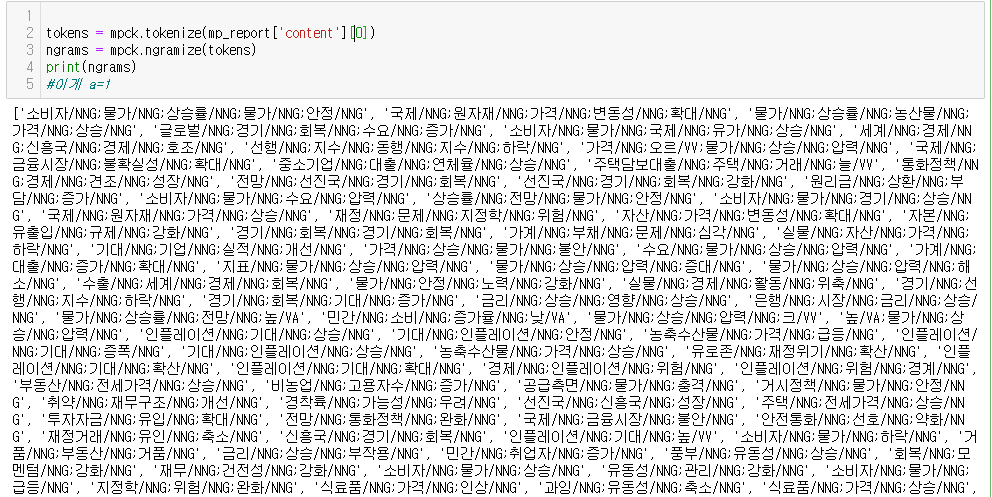 1
2 tokens = mpck.tokenize(mp_report['content'][0])
3 ngrams = mpck.ngramize(tokens)
4 print(ngrams)
5 #이게 a=1
['소비자/NNG;물가/NNG;상승률/NNG;물가/NNG;안정/NNG', '국제/NNG;원자재/NNG;가격/NNG;변동성/NNG;확대/NNG', '물가/NNG;상승률/NNG;농산물/NNG;
가격/NNG;상승/NNG', '글로벌/NNG;경기/NNG;회복/NNG;수요/NNG;증가/NNG', '소비자/NNG;물가/NNG;국제/NNG;유가/NNG;상승/NNG', '세계/NNG;경제/NN
G;신흥국/NNG;경제/NNG;호조/NNG', '선행/NNG;지수/NNG;동행/NNG;지수/NNG;하락/NNG', '가격/NNG;오르/VV;물가/NNG;상승/NNG;압력/NNG', '국제/NNG;
금융시장/NNG;불확실성/NNG;확대/NNG', '중소기업/NNG;대출/NNG;연체율/NNG;상승/NNG', '주택담보대출/NNG;주택/NNG;거래/NNG;늘/VV', '통화정책/NN
G;경제/NNG;견조/NNG;성장/NNG', '전망/NNG;선진국/NNG;경기/NNG;회복/NNG', '선진국/NNG;경기/NNG;회복/NNG;강화/NNG', '원리금/NNG;상환/NNG;부
담/NNG;증가/NNG', '소비자/NNG;물가/NNG;수요/NNG;압력/NNG', '상승률/NNG;전망/NNG;물가/NNG;안정/NNG', '소비자/NNG;물가/NNG;경기/NNG;상승/NN
G', '국제/NNG;원자재/NNG;가격/NNG;상승/NNG', '재정/NNG;문제/NNG;지정학/NNG;위험/NNG', '자산/NNG;가격/NNG;변동성/NNG;확대/NNG', '자본/NNG;
유출입/NNG;규제/NNG;강화/NNG', '경기/NNG;회복/NNG;경기/NNG;회복/NNG', '가계/NNG;부채/NNG;문제/NNG;심각/NNG', '실물/NNG;자산/NNG;가격/NNG;
하락/NNG', '기대/NNG;기업/NNG;실적/NNG;개선/NNG', '가격/NNG;상승/NNG;물가/NNG;불안/NNG', '수요/NNG;물가/NNG;상승/NNG;압력/NNG', '가계/NNG;
대출/NNG;증가/NNG;확대/NNG', '지표/NNG;물가/NNG;상승/NNG;압력/NNG', '물가/NNG;상승/NNG;압력/NNG;증대/NNG', '물가/NNG;상승/NNG;압력/NNG;해
소/NNG', '수출/NNG;세계/NNG;경제/NNG;회복/NNG', '물가/NNG;안정/NNG;노력/NNG;강화/NNG', '실물/NNG;경제/NNG;활동/NNG;위축/NNG', '경기/NNG;선
행/NNG;지수/NNG;하락/NNG', '경기/NNG;회복/NNG;기대/NNG;증가/NNG', '금리/NNG;상승/NNG;영향/NNG;상승/NNG', '은행/NNG;시장/NNG;금리/NNG;상승/
NNG', '물가/NNG;상승률/NNG;전망/NNG;높/VA', '민간/NNG;소비/NNG;증가율/NNG;낮/VA', '물가/NNG;상승/NNG;압력/NNG;크/VV', '높/VA;물가/NNG;상
승/NNG;압력/NNG', '인플레이션/NNG;기대/NNG;상승/NNG', '기대/NNG;인플레이션/NNG;안정/NNG', '농축수산물/NNG;가격/NNG;급등/NNG', '인플레이션/
NNG;기대/NNG;증폭/NNG', '기대/NNG;인플레이션/NNG;상승/NNG', '농축수산물/NNG;가격/NNG;상승/NNG', '유로존/NNG;재정위기/NNG;확산/NNG', '인플
레이션/NNG;기대/NNG;확산/NNG', '인플레이션/NNG;기대/NNG;확대/NNG', '경제/NNG;인플레이션/NNG;위험/NNG', '인플레이션/NNG;위험/NNG;경계/NNG',
'부동산/NNG;전세가격/NNG;상승/NNG', '비농업/NNG;고용자수/NNG;증가/NNG', '공급측면/NNG;물가/NNG;충격/NNG', '거시정책/NNG;물가/NNG;안정/NN
G', '취약/NNG;재무구조/NNG;개선/NNG', '경착륙/NNG;가능성/NNG;우려/NNG', '선진국/NNG;신흥국/NNG;성장/NNG', '주택/NNG;전세가격/NNG;상승/NN
G', '투자자금/NNG;유입/NNG;확대/NNG', '전망/NNG;통화정책/NNG;완화/NNG', '국제/NNG;금융시장/NNG;불안/NNG', '안전통화/NNG;선호/NNG;약화/NN
G', '재정거래/NNG;유인/NNG;축소/NNG', '신흥국/NNG;경기/NNG;회복/NNG', '인플레이션/NNG;기대/NNG;높/VV', '소비자/NNG;물가/NNG;하락/NNG', '거
품/NNG;부동산/NNG;거품/NNG', '금리/NNG;상승/NNG;부작용/NNG', '민간/NNG;취업자/NNG;증가/NNG', '풍부/NNG;유동성/NNG;상승/NNG', '회복/NNG;모
멘텀/NNG;강화/NNG', '재무/NNG;건전성/NNG;강화/NNG', '소비자/NNG;물가/NNG;상승/NNG', '유동성/NNG;관리/NNG;강화/NNG', '소비자/NNG;물가/NNG;
급등/NNG', '지정학/NNG;위험/NNG;완화/NNG', '식료품/NNG;가격/NNG;인상/NNG', '과잉/NNG;유동성/NNG;축소/NNG', '식료품/NNG;가격/NNG;상승/NNG',